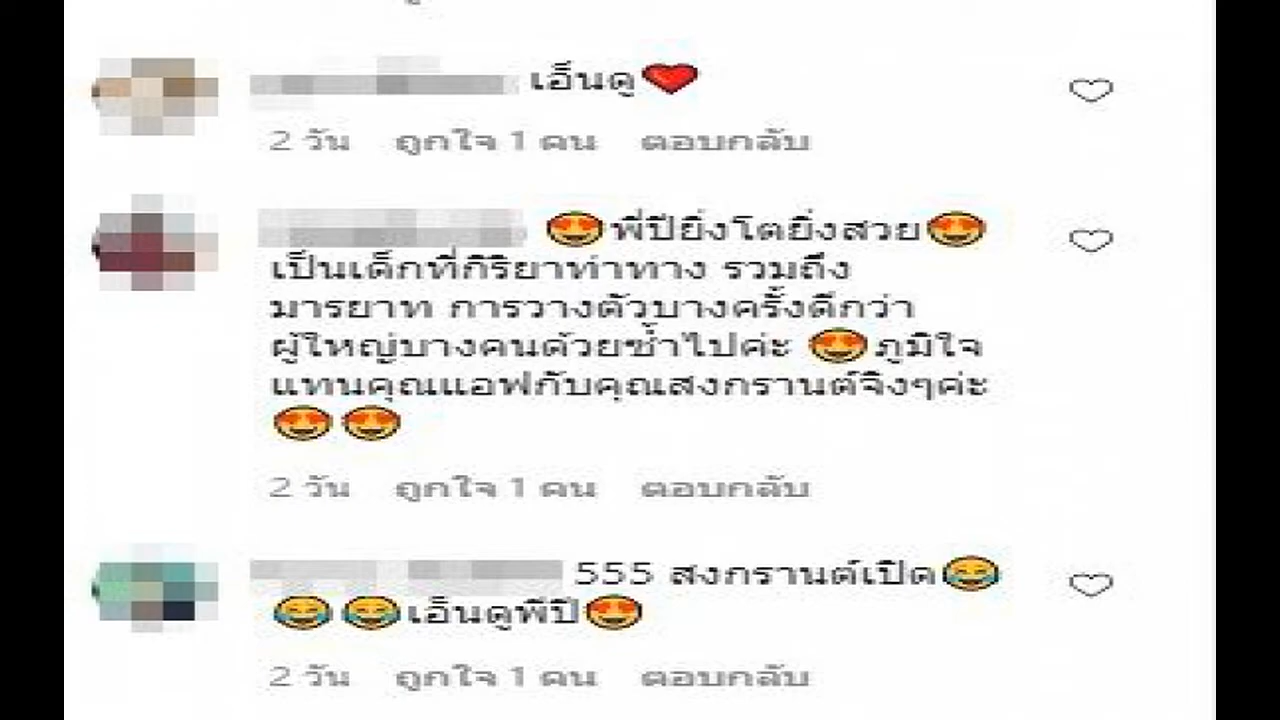 เอ็นดู❤️
2 วัน ถูกใจ 1 คน ตอบกลับ
😍พี่ปียิ่งโตยิ่งสวย😍
เป็นเด็กที่กิริยาท่าทาง รวมถึง
มารยาท การวางตัวบางครั้งดีกว่า
ผู้ใหญ่บางคนด้วยซ้ำไปค่ะ 😍ภูมิใจ
แทนคุณแอฟกับคุณสงกรานต์จริงๆค่ะ
😍😍
2 วัน ถูกใจ 1 คน ตอบกลับ
555 สงกรานต์เปิด😂
😂😂เอ็นดูพี่ปี😍
2 วัน ถูกใจ 1 คน ตอบกลับ